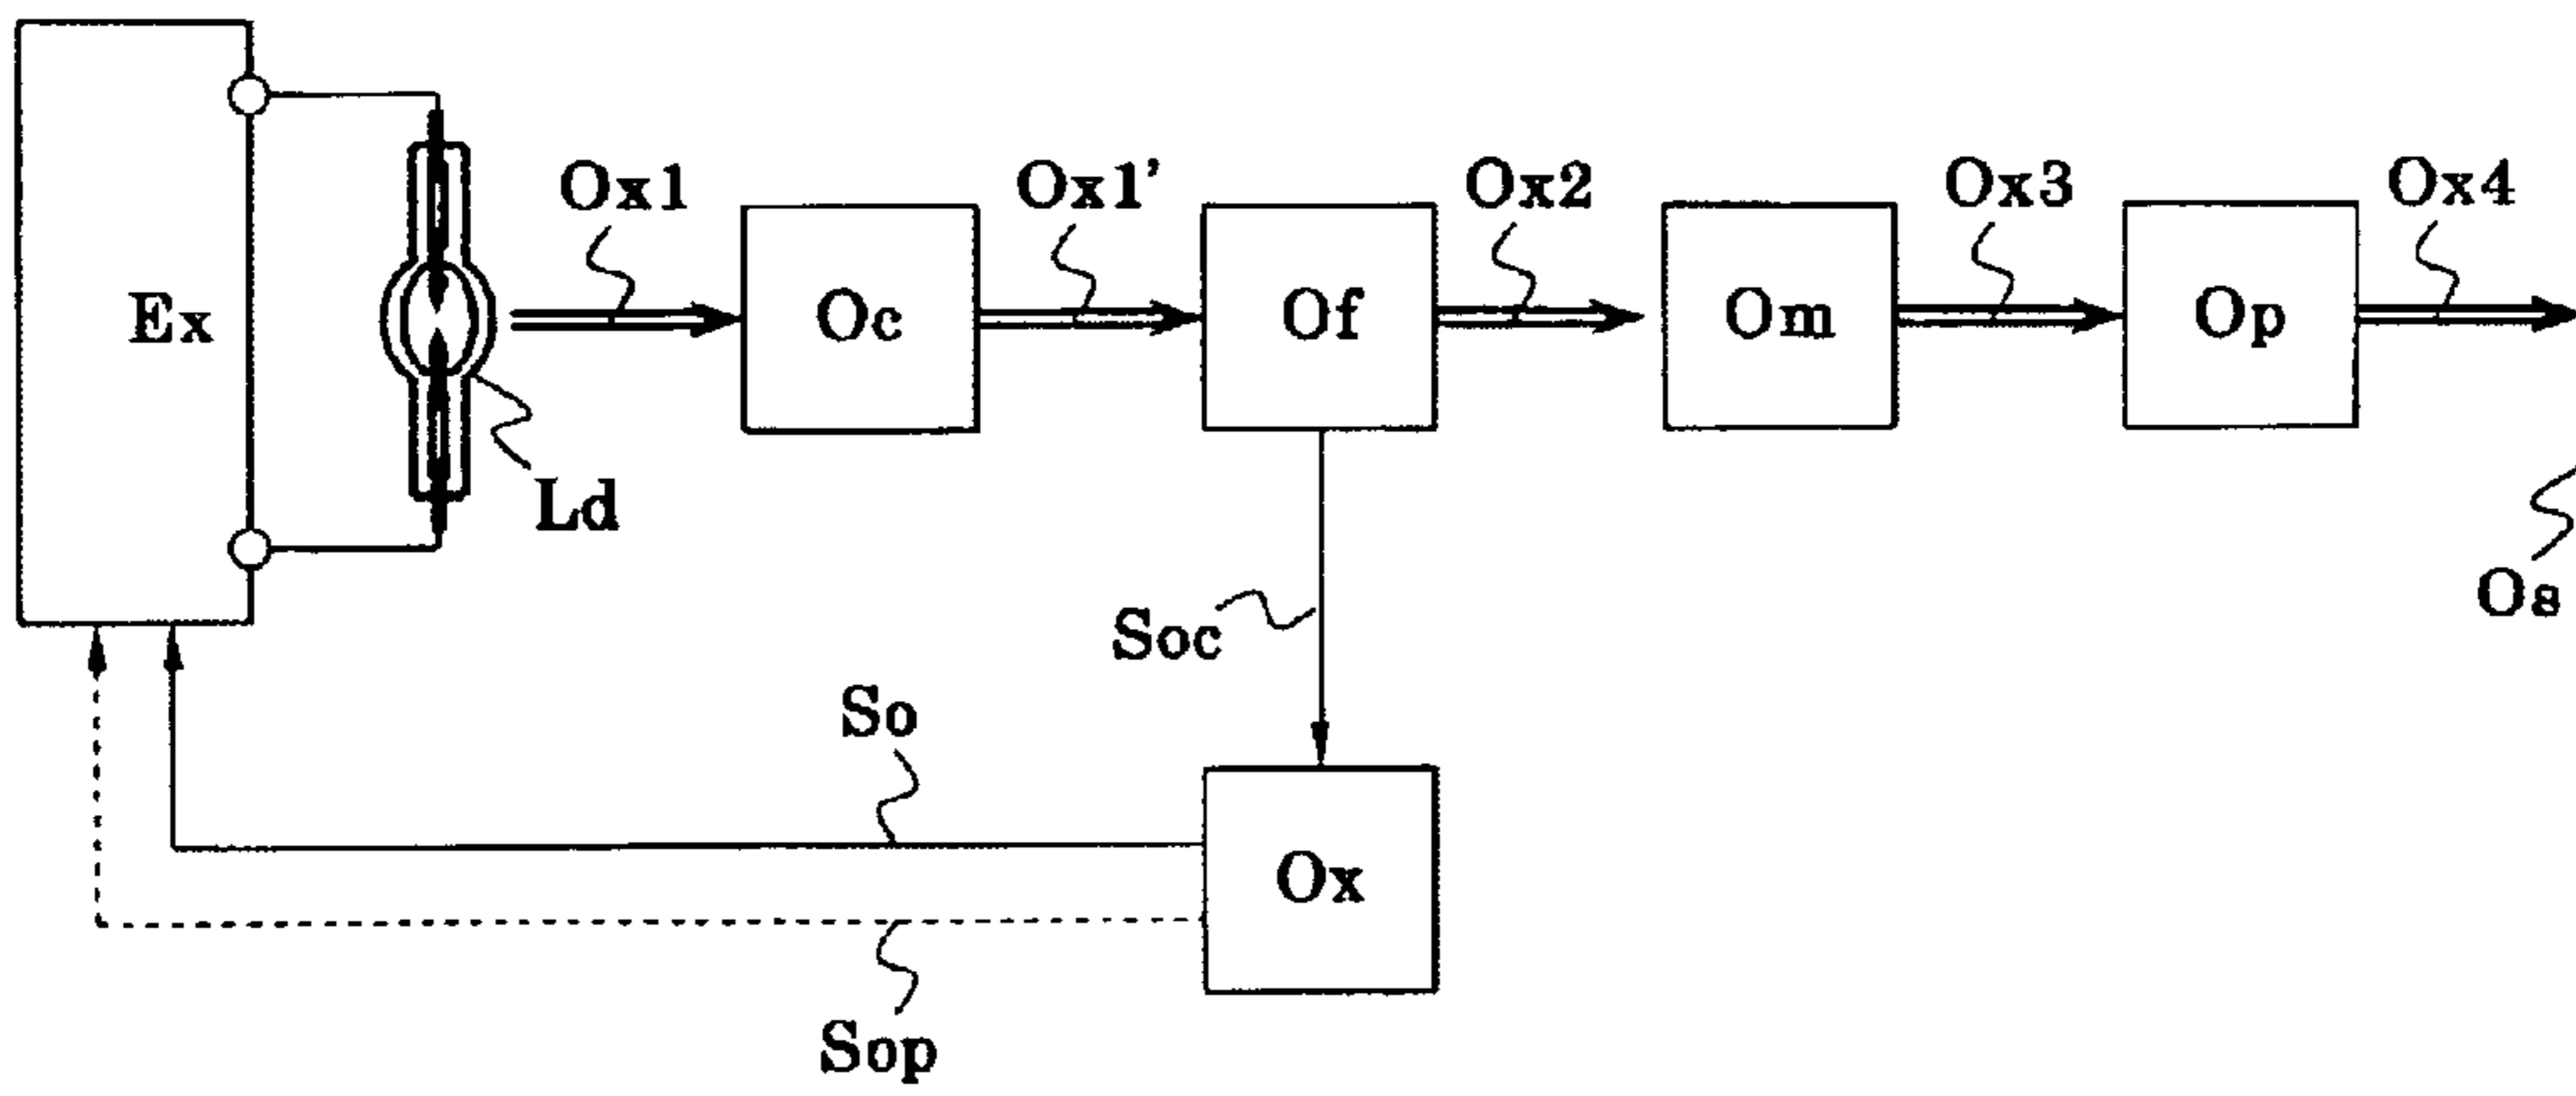 Ox1 Ox1' Ox2 Ox3 Ox4
Ex Oc Of Om Op
Ld
Os
Soc
So
Ox
Sop